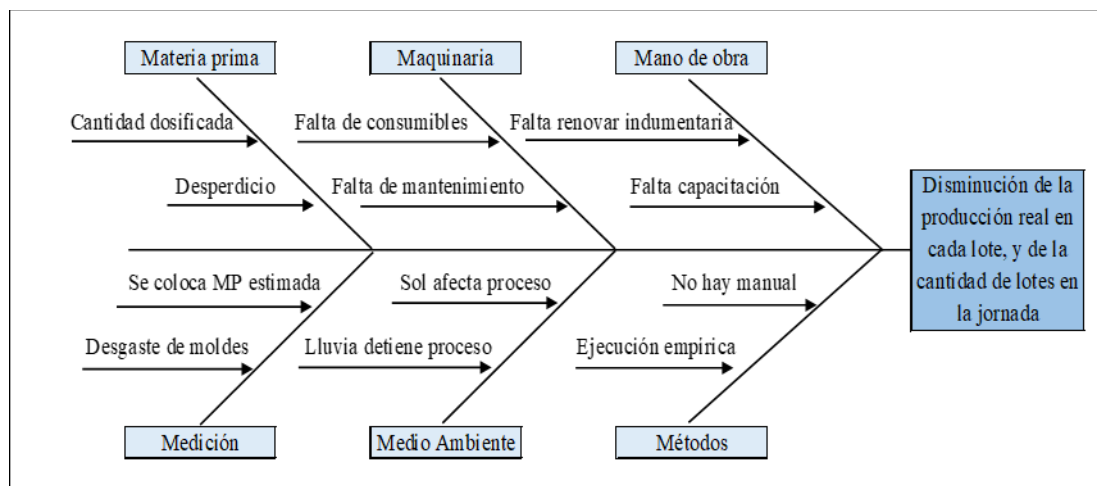 Materia prima
Maquinaria
Mano de obra
Cantidad dosificada
Falta de consumibles
Falta renovar indumentaria
Desperdicio
Falta de mantenimiento
Falta capacitación
Disminución de la
producción real en
cada lote, y de la
cantidad de lotes en
la jornada
Se coloca MP estimada
Sol afecta proceso
No hay manual
Desgaste de moldes
Lluvia detiene proceso
Ejecución empírica
Medición
Medio Ambiente
Métodos